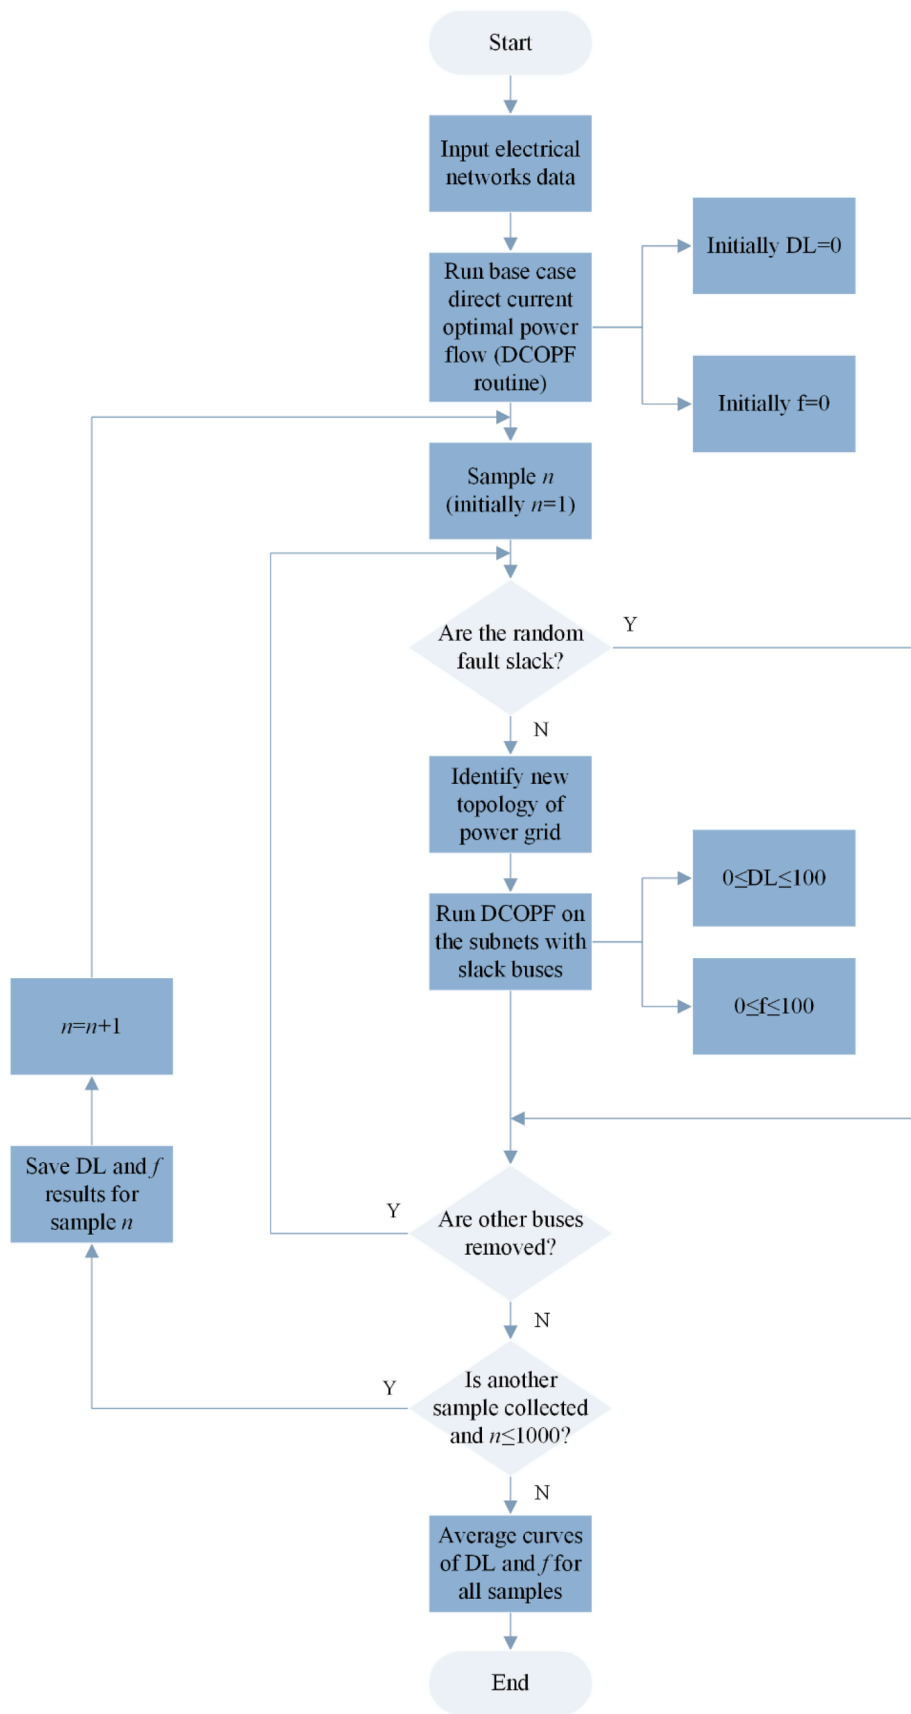 Start
Input electrical
networks data
Run base case
direct current
optimal power
flow (DCOPF
routine)
Initially DL=0
Initially f=0
Sample n
(initially n=1)
Are the random
fault slack?
Y
N
Identify new
topology of
power grid
Run DCOPF on
the subnets with
slack buses
0≤DL≤100
0≤f≤100
n=n+1
Save DL and f
results for
sample n
Are other buses
removed?
Y
N
Is another
sample collected
and n≤1000?
Y
N
Average curves
of DL and f for
all samples
End